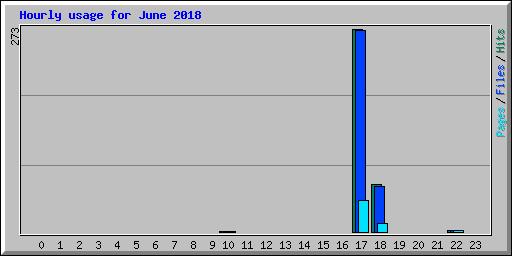 Hourly usage for June 2018
273
Pages/Files/Hits
0 1 2 3 4 5 6 7 8 9 10 11 12 13 14 15 16 17 18 19 20 21 22 23